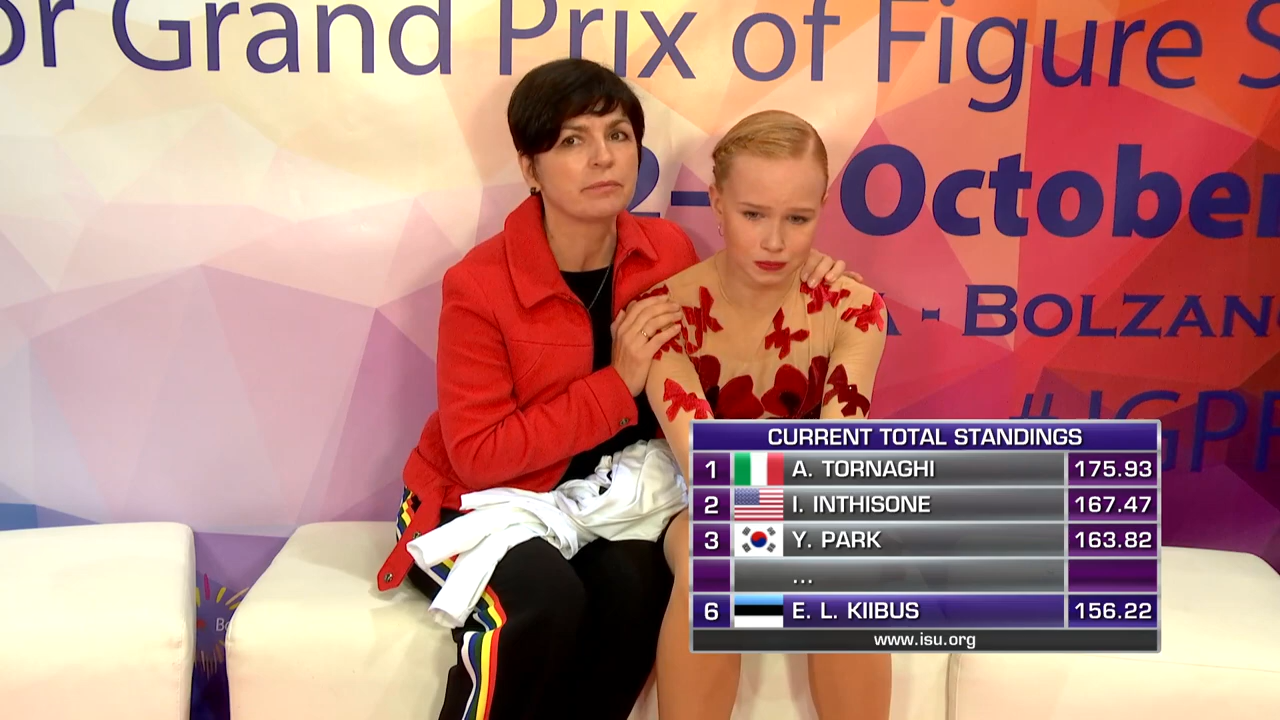 or Grand Prix of Figure S
2- October
A - BOLZAN
#JGPF
CURRENT TOTAL STANDINGS
1 A. TORNAGHI 175.93
2 I. INTHISONE 167.47
3 Y. PARK 163.82
...
6 E. L. KIIBUS 156.22
www.isu.org